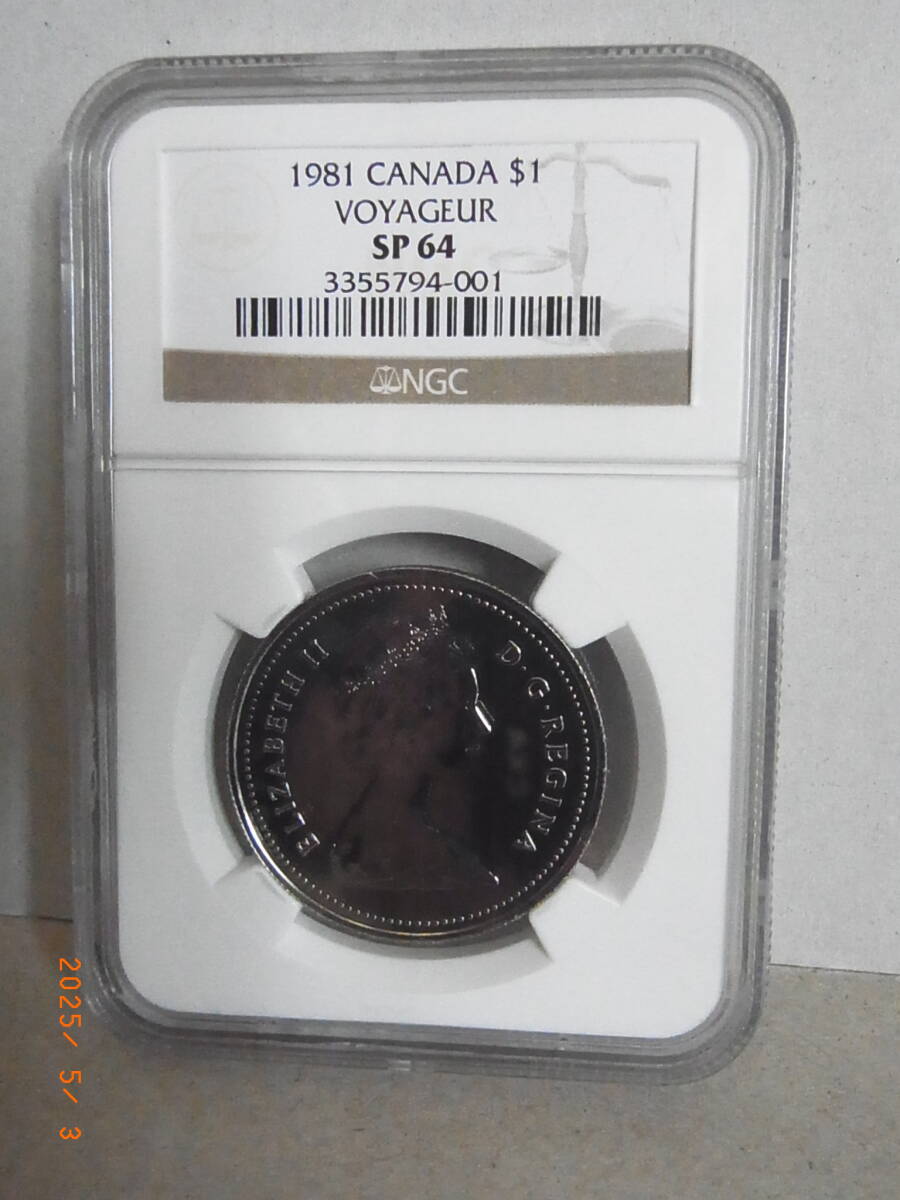 1981 CANADA $1
VOYAGEUR
SP 64
3355794-001
NGC
ELIZABETH II
D·G·REGINA
2025/ 5/ 3